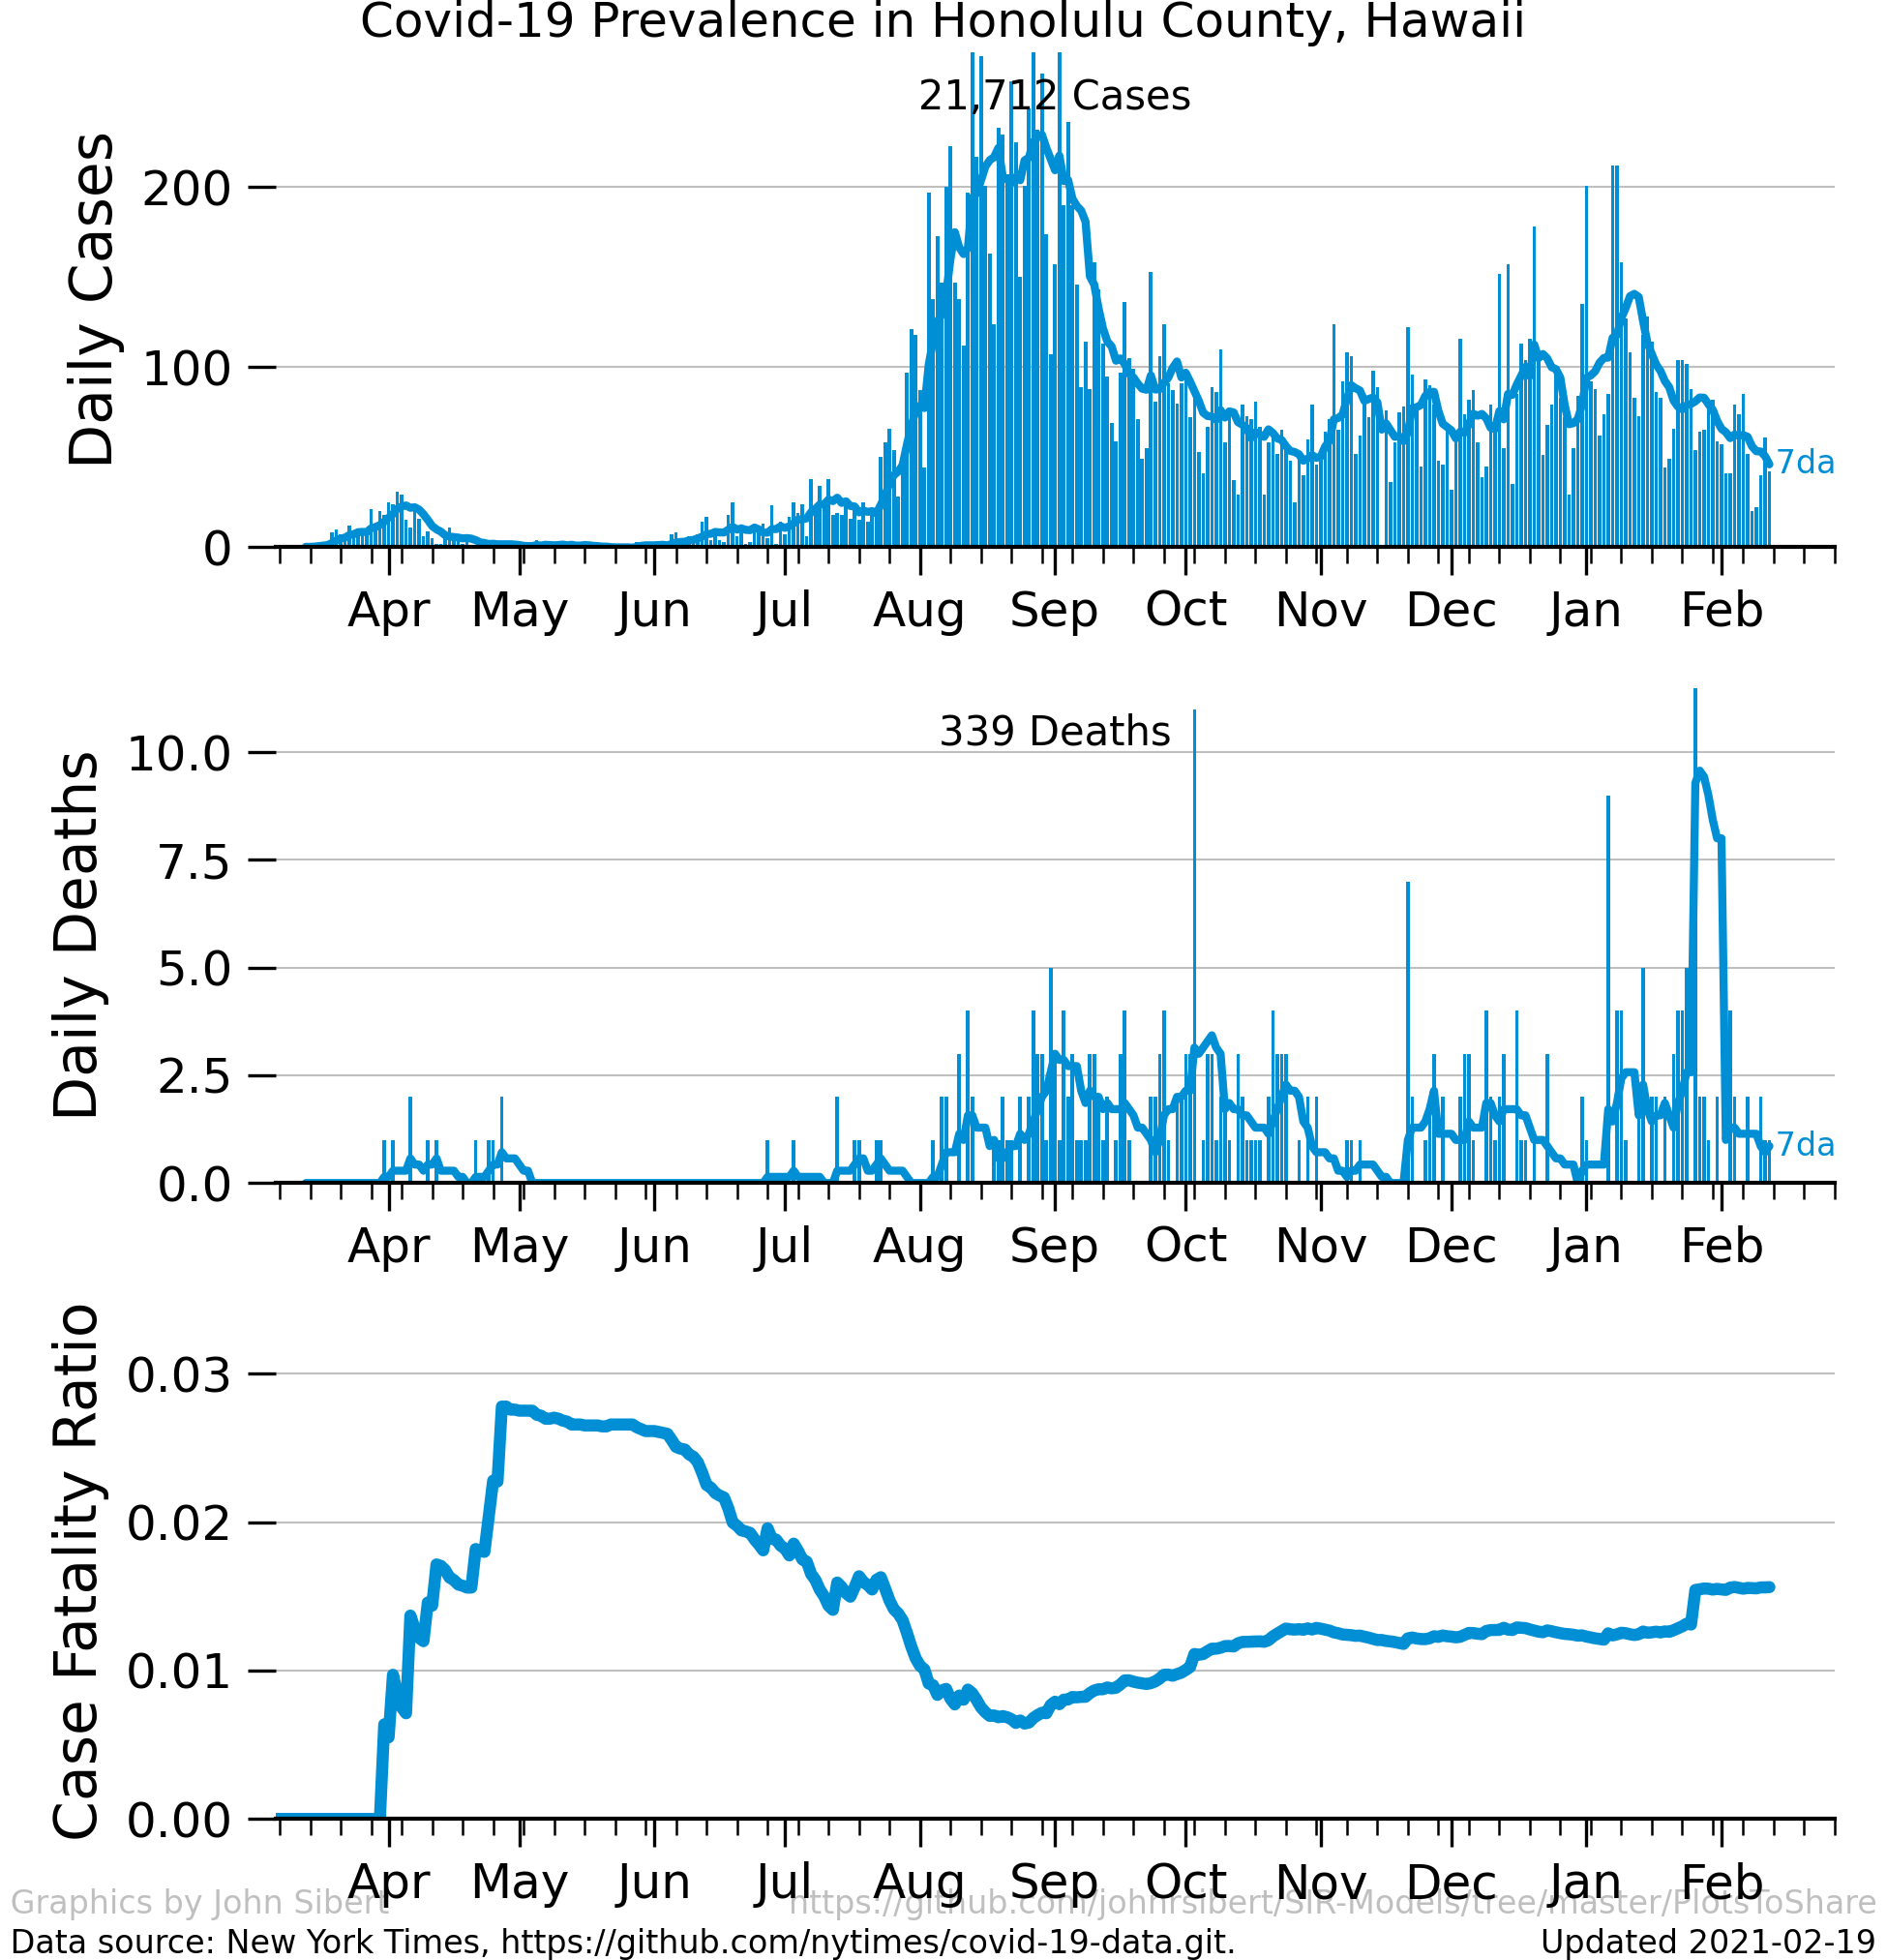 Covid-19 Prevalence in Honolulu County, Hawaii
21,712 Cases
Daily Cases
200
100
0
7da
Apr May Jun Jul Aug Sep Oct Nov Dec Jan Feb
339 Deaths
Daily Deaths
10.0
7.5
5.0
2.5
0.0
7da
Apr May Jun Jul Aug Sep Oct Nov Dec Jan Feb
Case Fatality Ratio
0.03
0.02
0.01
0.00
Apr May Jun Jul Aug Sep Oct Nov Dec Jan Feb
Graphics by John Sibert https://github.com/johnrsibert/SIR-Models/tree/master/PlotsToShare
Data source: New York Times, https://github.com/nytimes/covid-19-data.git. Updated 2021-02-19